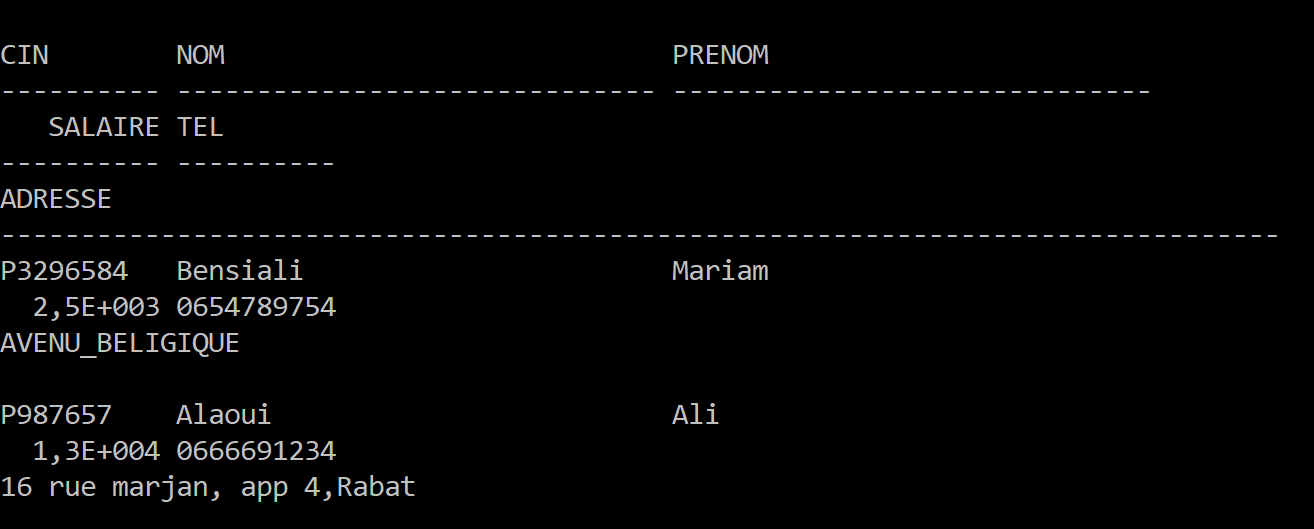 CIN        NOM                            PRENOM
---------- ------------------------------ ------------------------------
   SALAIRE TEL
---------- ----------
ADRESSE
--------------------------------------------------------------------------------
P3296584   Bensiali                       Mariam
  2,5E+003 0654789754
AVENU_BELIGIQUE

P987657    Alaoui                         Ali
  1,3E+004 0666691234
16 rue marjan, app 4,Rabat